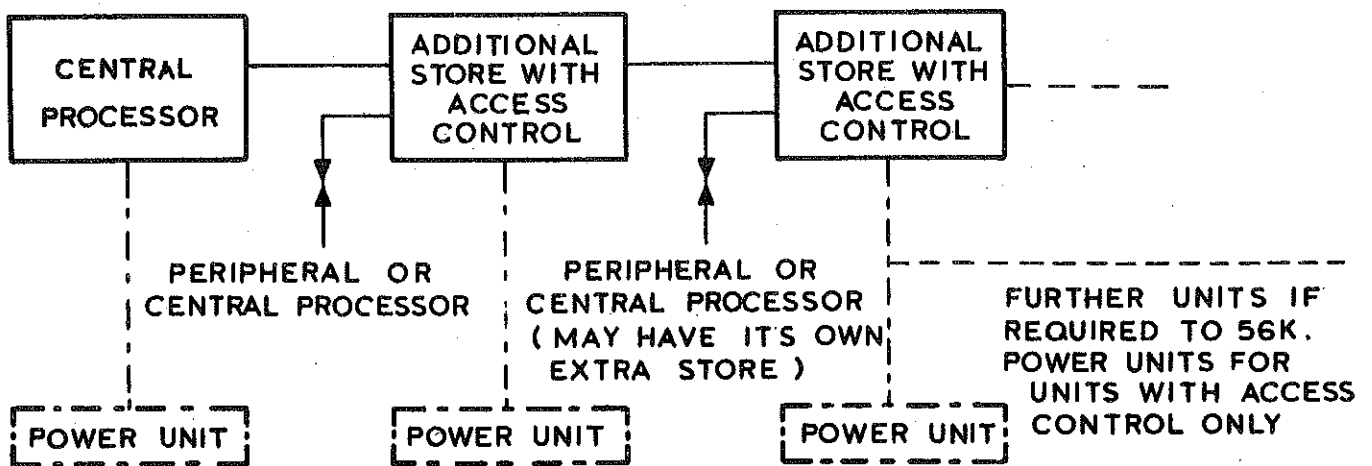 CENTRAL
PROCESSOR
ADDITIONAL
STORE WITH
ACCESS
CONTROL
ADDITIONAL
STORE WITH
ACCESS
CONTROL
PERIPHERAL OR
CENTRAL PROCESSOR
PERIPHERAL OR
CENTRAL PROCESSOR
( MAY HAVE IT'S OWN
EXTRA STORE )
FURTHER UNITS IF
REQUIRED TO 56K.
POWER UNITS FOR
UNITS WITH ACCESS
CONTROL ONLY
POWER UNIT
POWER UNIT
POWER UNIT